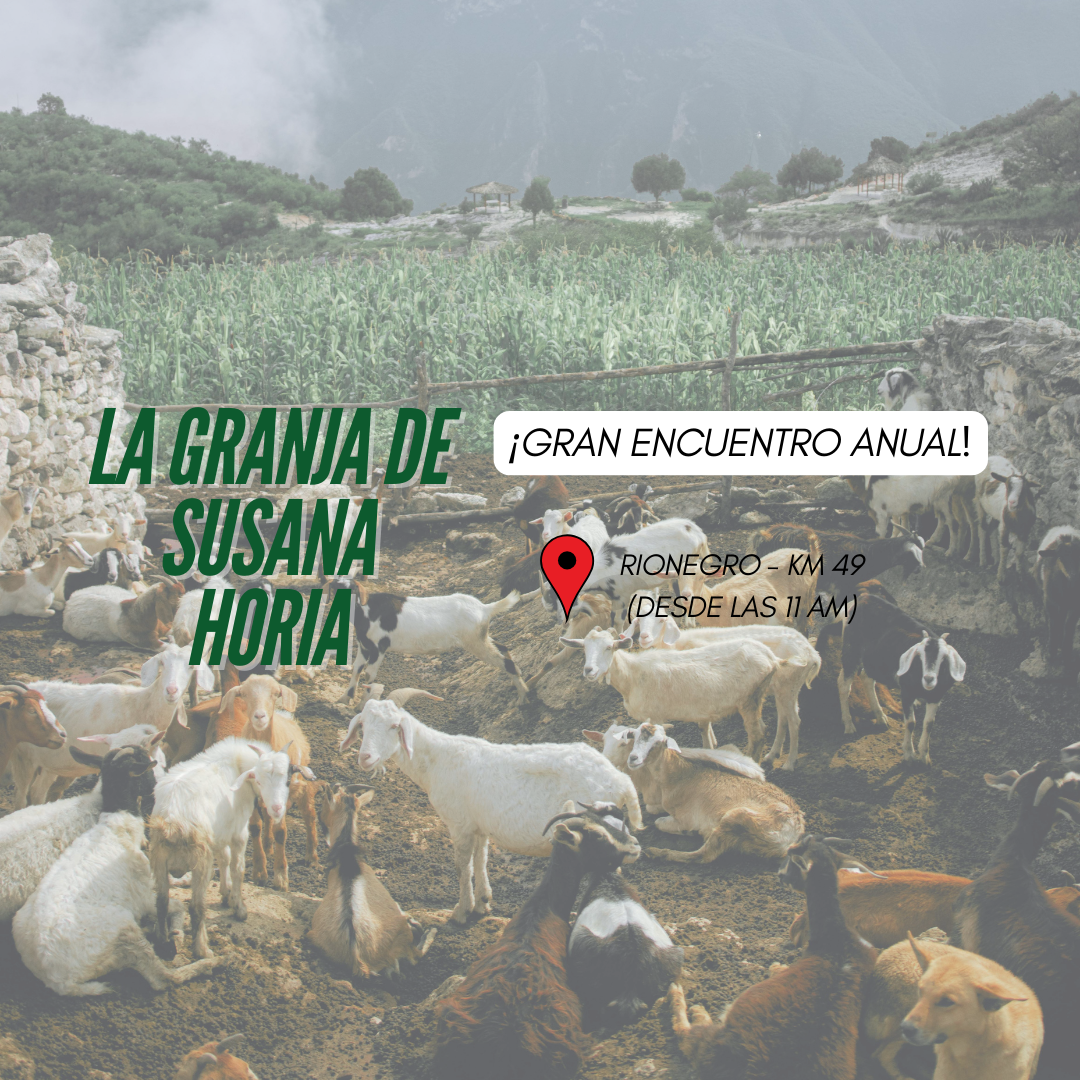 LA GRANJA DE
SUSANA
HORIA
¡GRAN ENCUENTRO ANUAL!
RIONEGRO - KM 49
(DESDE LAS 11 AM)